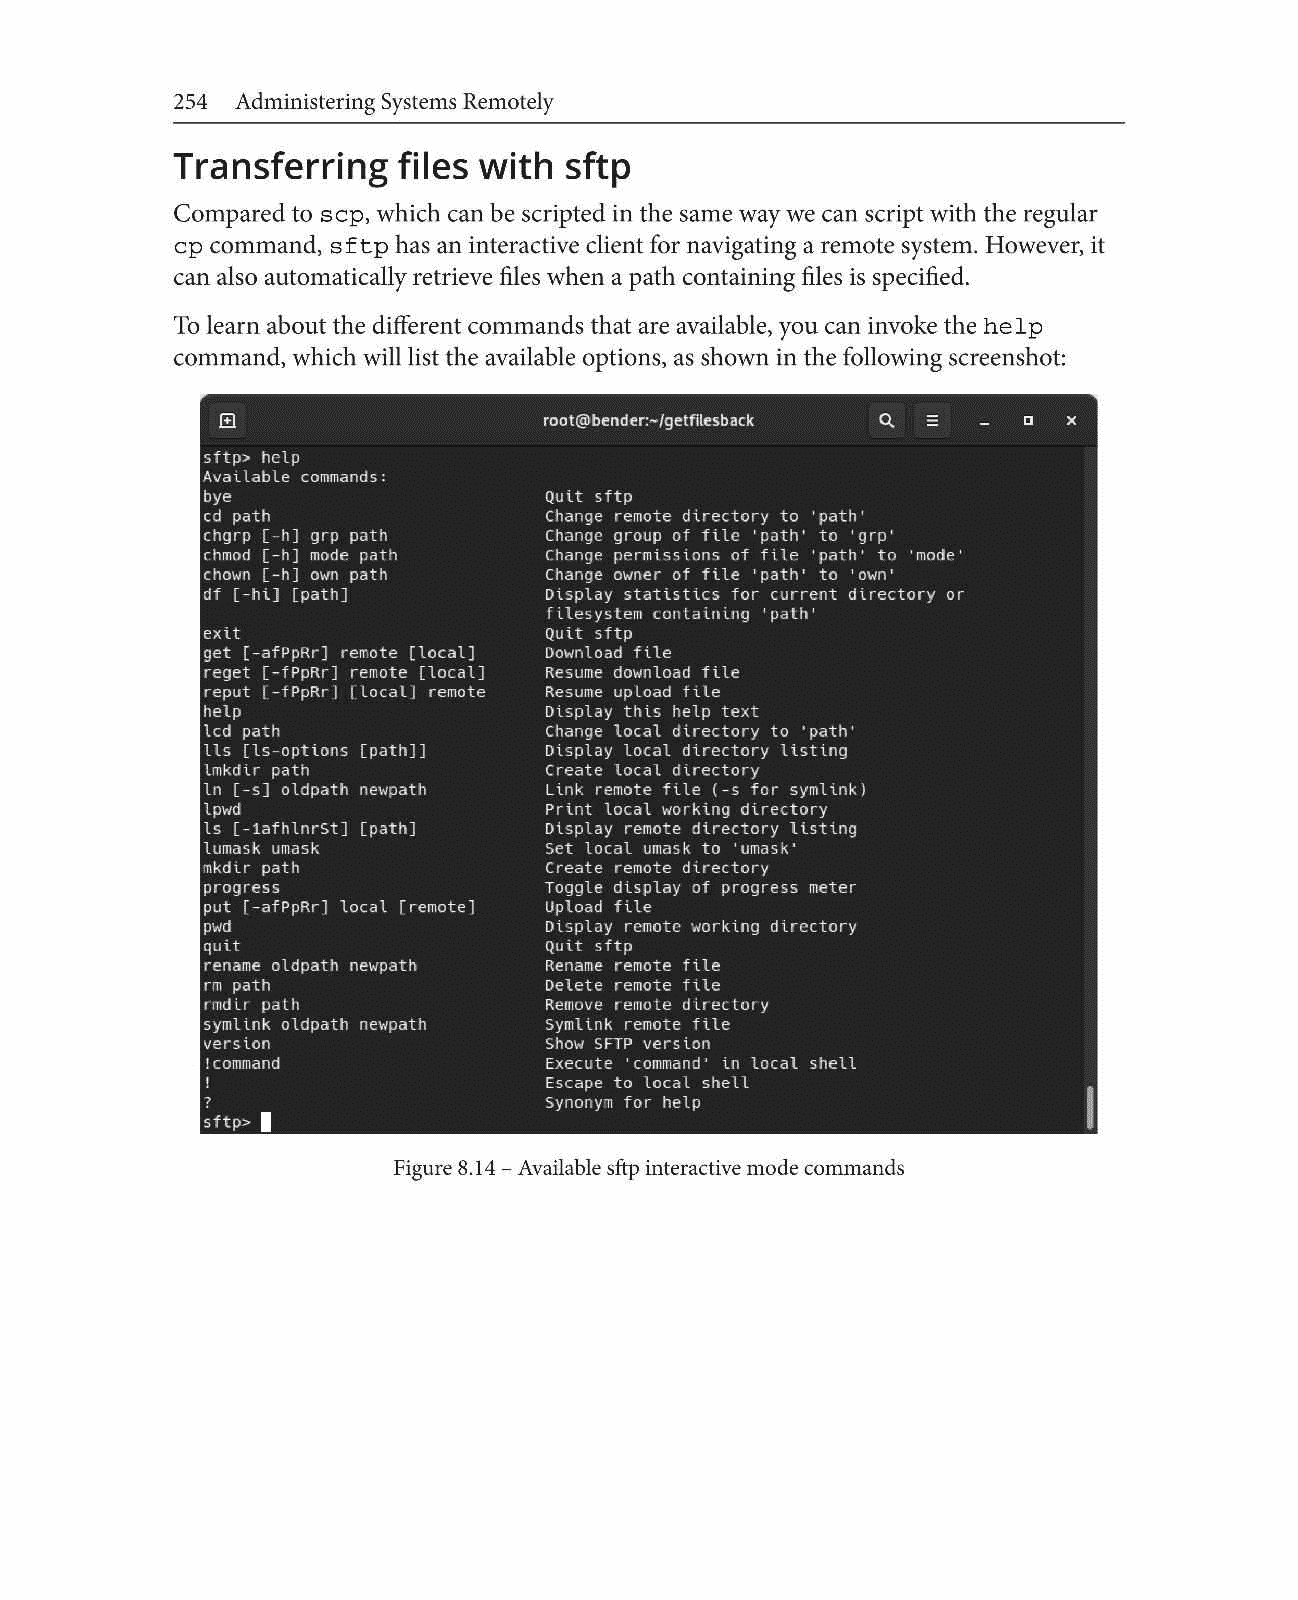 254 Administering Systems Remotely
Transferring files with sftp
Compared to scp, which can be scripted in the same way we can script with the regular
cp command, sftp has an interactive client for navigating a remote system. However, it
can also automatically retrieve files when a path containing files is specified.
To learn about the different commands that are available, you can invoke the help
command, which will list the available options, as shown in the following screenshot:
root@bender:~/getfilesback
sftp> help
Available commands:
bye Quit sftp
cd path Change remote directory to 'path'
chgrp [-h] grp path Change group of file 'path' to 'grp'
chmod [-h] mode path Change permissions of file 'path' to 'mode'
chown [-h] own path Change owner of file 'path' to 'own'
df [-hi] [path] Display statistics for current directory or
filesystem containing 'path'
exit Quit sftp
get [-afPpRr] remote [local] Download file
reget [-fPpRr] remote [local] Resume download file
reput [-fPpRr] [local] remote Resume upload file
help Display this help text
lcd path Change local directory to 'path'
lls [ls-options [path]] Display local directory listing
lmkdir path Create local directory
ln [-s] oldpath newpath Link remote file (-s for symlink)
lpwd Print local working directory
ls [-1afhlnrSt] [path] Display remote directory listing
lumask umask Set local umask to 'umask'
mkdir path Create remote directory
progress Toggle display of progress meter
put [-afPpRr] local [remote] Upload file
pwd Display remote working directory
quit Quit sftp
rename oldpath newpath Rename remote file
rm path Delete remote file
rmdir path Remove remote directory
symlink oldpath newpath Symlink remote file
version Show SFTP version
!command Execute 'command' in local shell
! Escape to local shell
? Synonym for help
sftp>
Figure 8.14 – Available sftp interactive mode commands